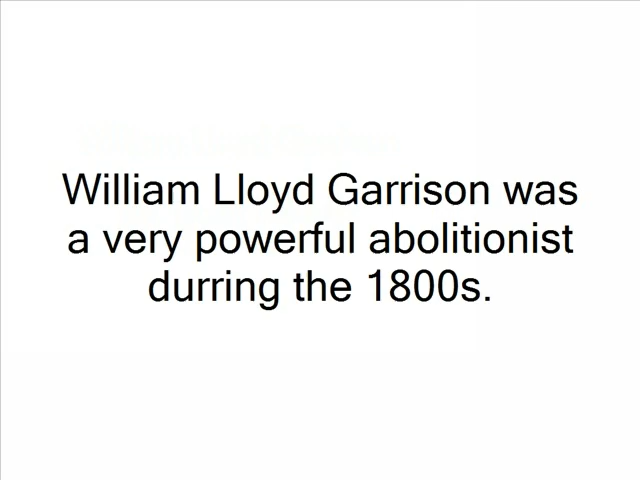 William Lloyd Garrison was
a very powerful abolitionist
durring the 1800s.